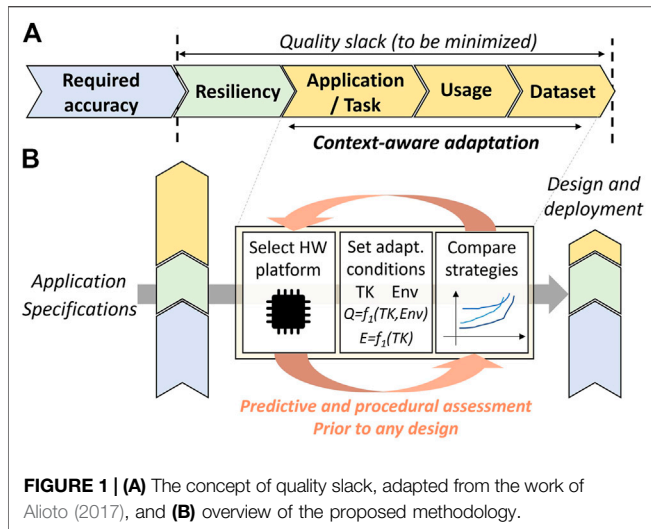 A
Quality slack (to be minimized)
Required
accuracy
Resiliency
Application
/ Task
Usage
Dataset
Context-aware adaptation
B
Design and
deployment
Application
Specifications
Select HW
platform
Set adapt.
conditions
TK Env
Q=f₁(TK,Env)
E=f₁(TK)
Compare
strategies
Predictive and procedural assessment
Prior to any design
FIGURE 1 | (A) The concept of quality slack, adapted from the work of
Alioto (2017), and (B) overview of the proposed methodology.